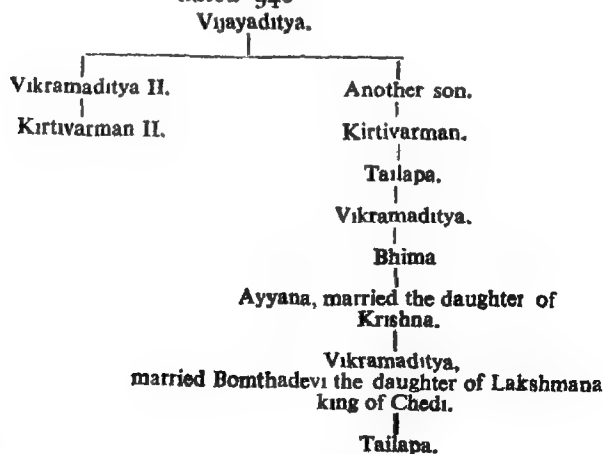 Vijayaditya.
Vikramaditya II.
Another son.
Kirtivarman II.
Kirtivarman.
Tailapa.
Vikramaditya.
Bhima
Ayyana, married the daughter of
Krishna.
Vikramaditya,
married Bomthadevi the daughter of Lakshmana
king of Chedi.
Tailapa.